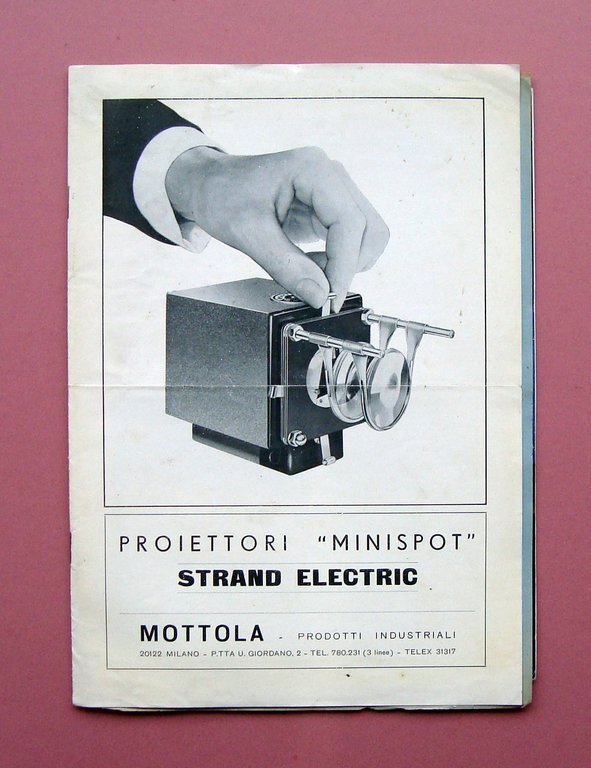 PROIETTORI "MINISPOT"
STRAND ELECTRIC
MOTTOLA - PRODOTTI INDUSTRIALI
20122 MILANO - P.TTA U. GIORDANO, 2 - TEL. 780.231 (3 linee) - TELEX 31317